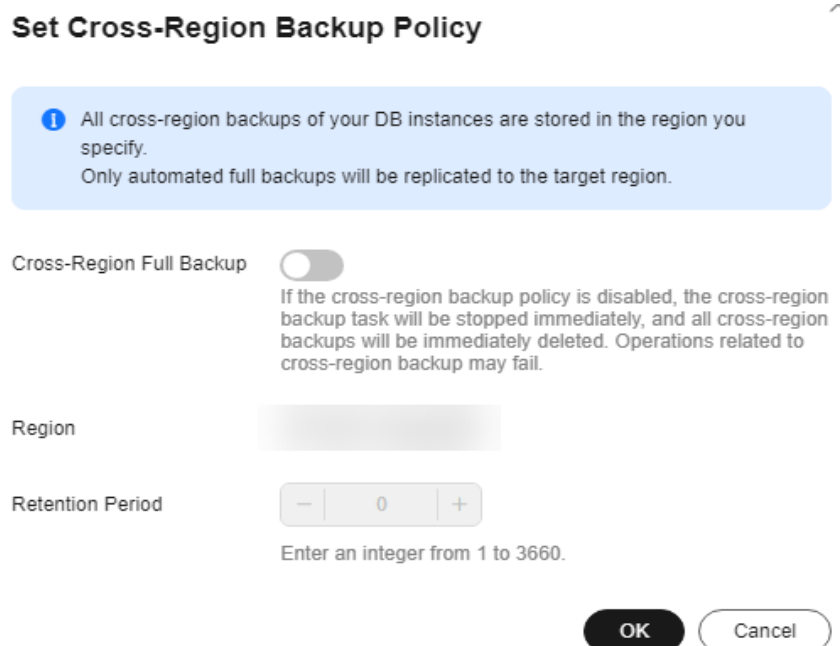 Set Cross-Region Backup Policy
All cross-region backups of your DB instances are stored in the region you
specify.
Only automated full backups will be replicated to the target region.
Cross-Region Full Backup
If the cross-region backup policy is disabled, the cross-region
backup task will be stopped immediately, and all cross-region
backups will be immediately deleted. Operations related to
cross-region backup may fail.
Region
Retention Period
− 0 +
Enter an integer from 1 to 3660.
OK Cancel